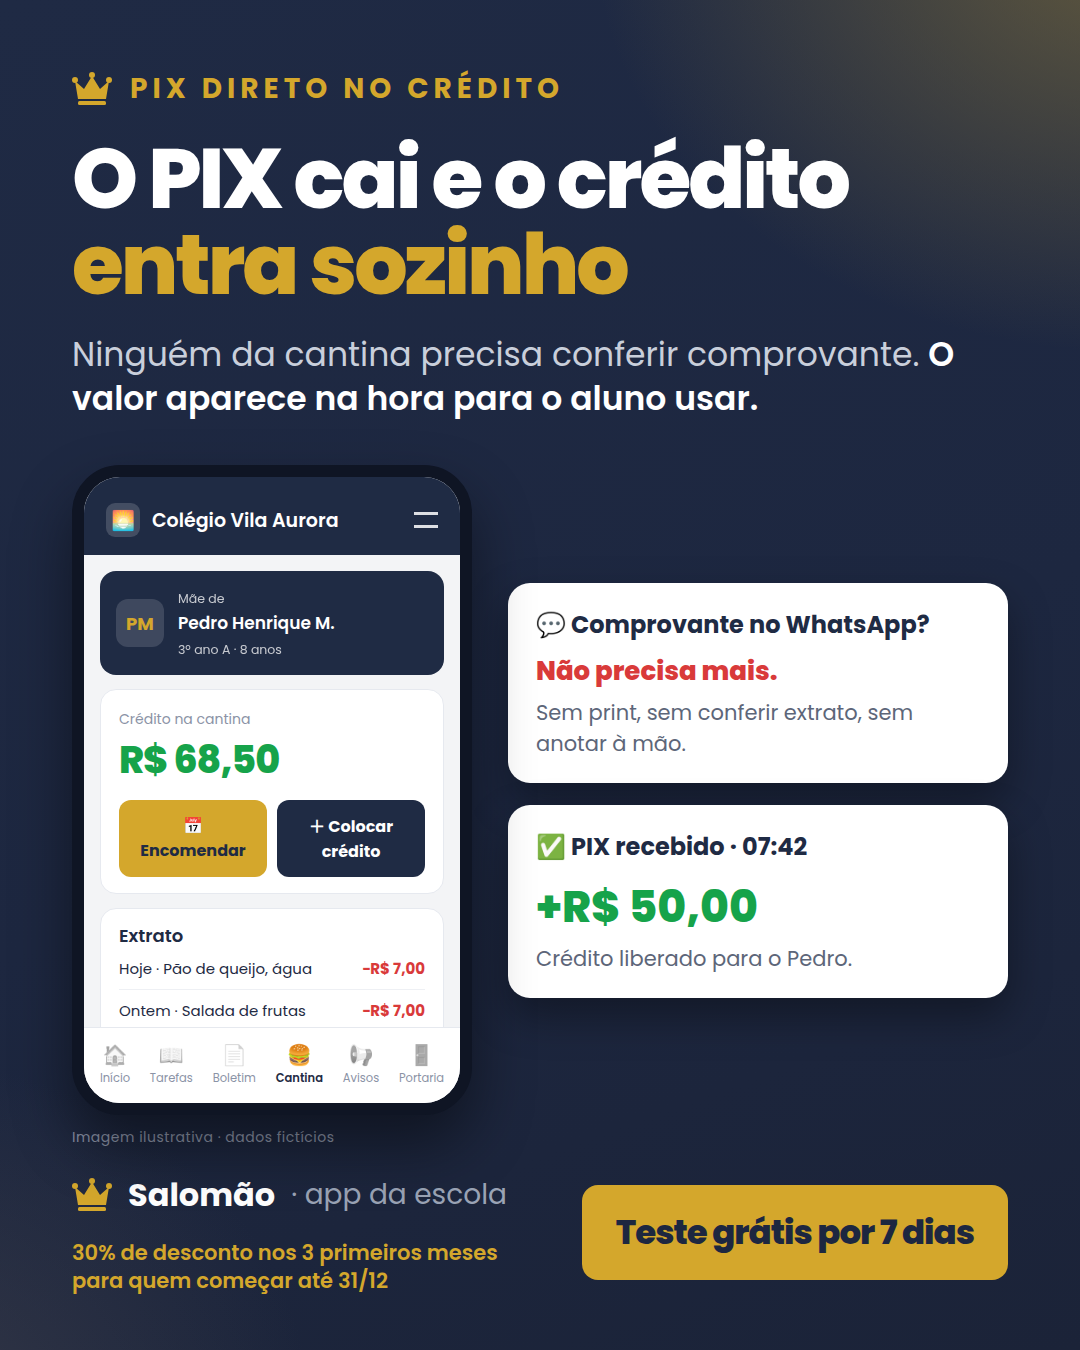 PIX DIRETO NO CRÉDITO
O PIX cai e o crédito
entra sozinho
Ninguém da cantina precisa conferir comprovante. O
valor aparece na hora para o aluno usar.
Colégio Vila Aurora
Mãe de
PM
Pedro Henrique M.
3º ano A · 8 anos
Crédito na cantina
R$ 68,50
Encomendar
+ Colocar
crédito
Extrato
Hoje · Pão de queijo, água
-R$ 7,00
Ontem · Salada de frutas
-R$ 7,00
Início
Tarefas
Boletim
Cantina
Avisos
Portaria
💬 Comprovante no WhatsApp?
Não precisa mais.
Sem print, sem conferir extrato, sem
anotar à mão.
✅ PIX recebido · 07:42
+R$ 50,00
Crédito liberado para o Pedro.
Imagem ilustrativa · dados fictícios
Salomão · app da escola
30% de desconto nos 3 primeiros meses
para quem começar até 31/12
Teste grátis por 7 dias